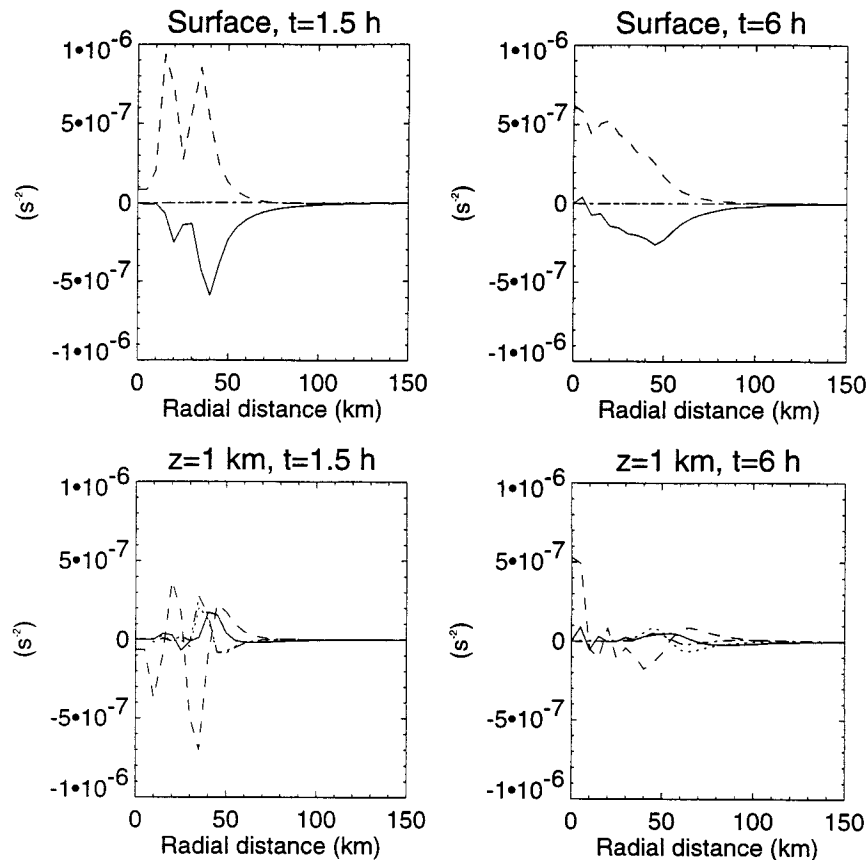 Surface, t=1.5 h
1•10⁻⁶
5•10⁻⁷
0
-5•10⁻⁷
-1•10⁻⁶
(s⁻²)
0 50 100 150
Radial distance (km)
Surface, t=6 h
1•10⁻⁶
5•10⁻⁷
0
-5•10⁻⁷
-1•10⁻⁶
(s⁻²)
0 50 100 150
Radial distance (km)
z=1 km, t=1.5 h
1•10⁻⁶
5•10⁻⁷
0
-5•10⁻⁷
-1•10⁻⁶
(s⁻²)
0 50 100 150
Radial distance (km)
z=1 km, t=6 h
1•10⁻⁶
5•10⁻⁷
0
-5•10⁻⁷
-1•10⁻⁶
(s⁻²)
0 50 100 150
Radial distance (km)